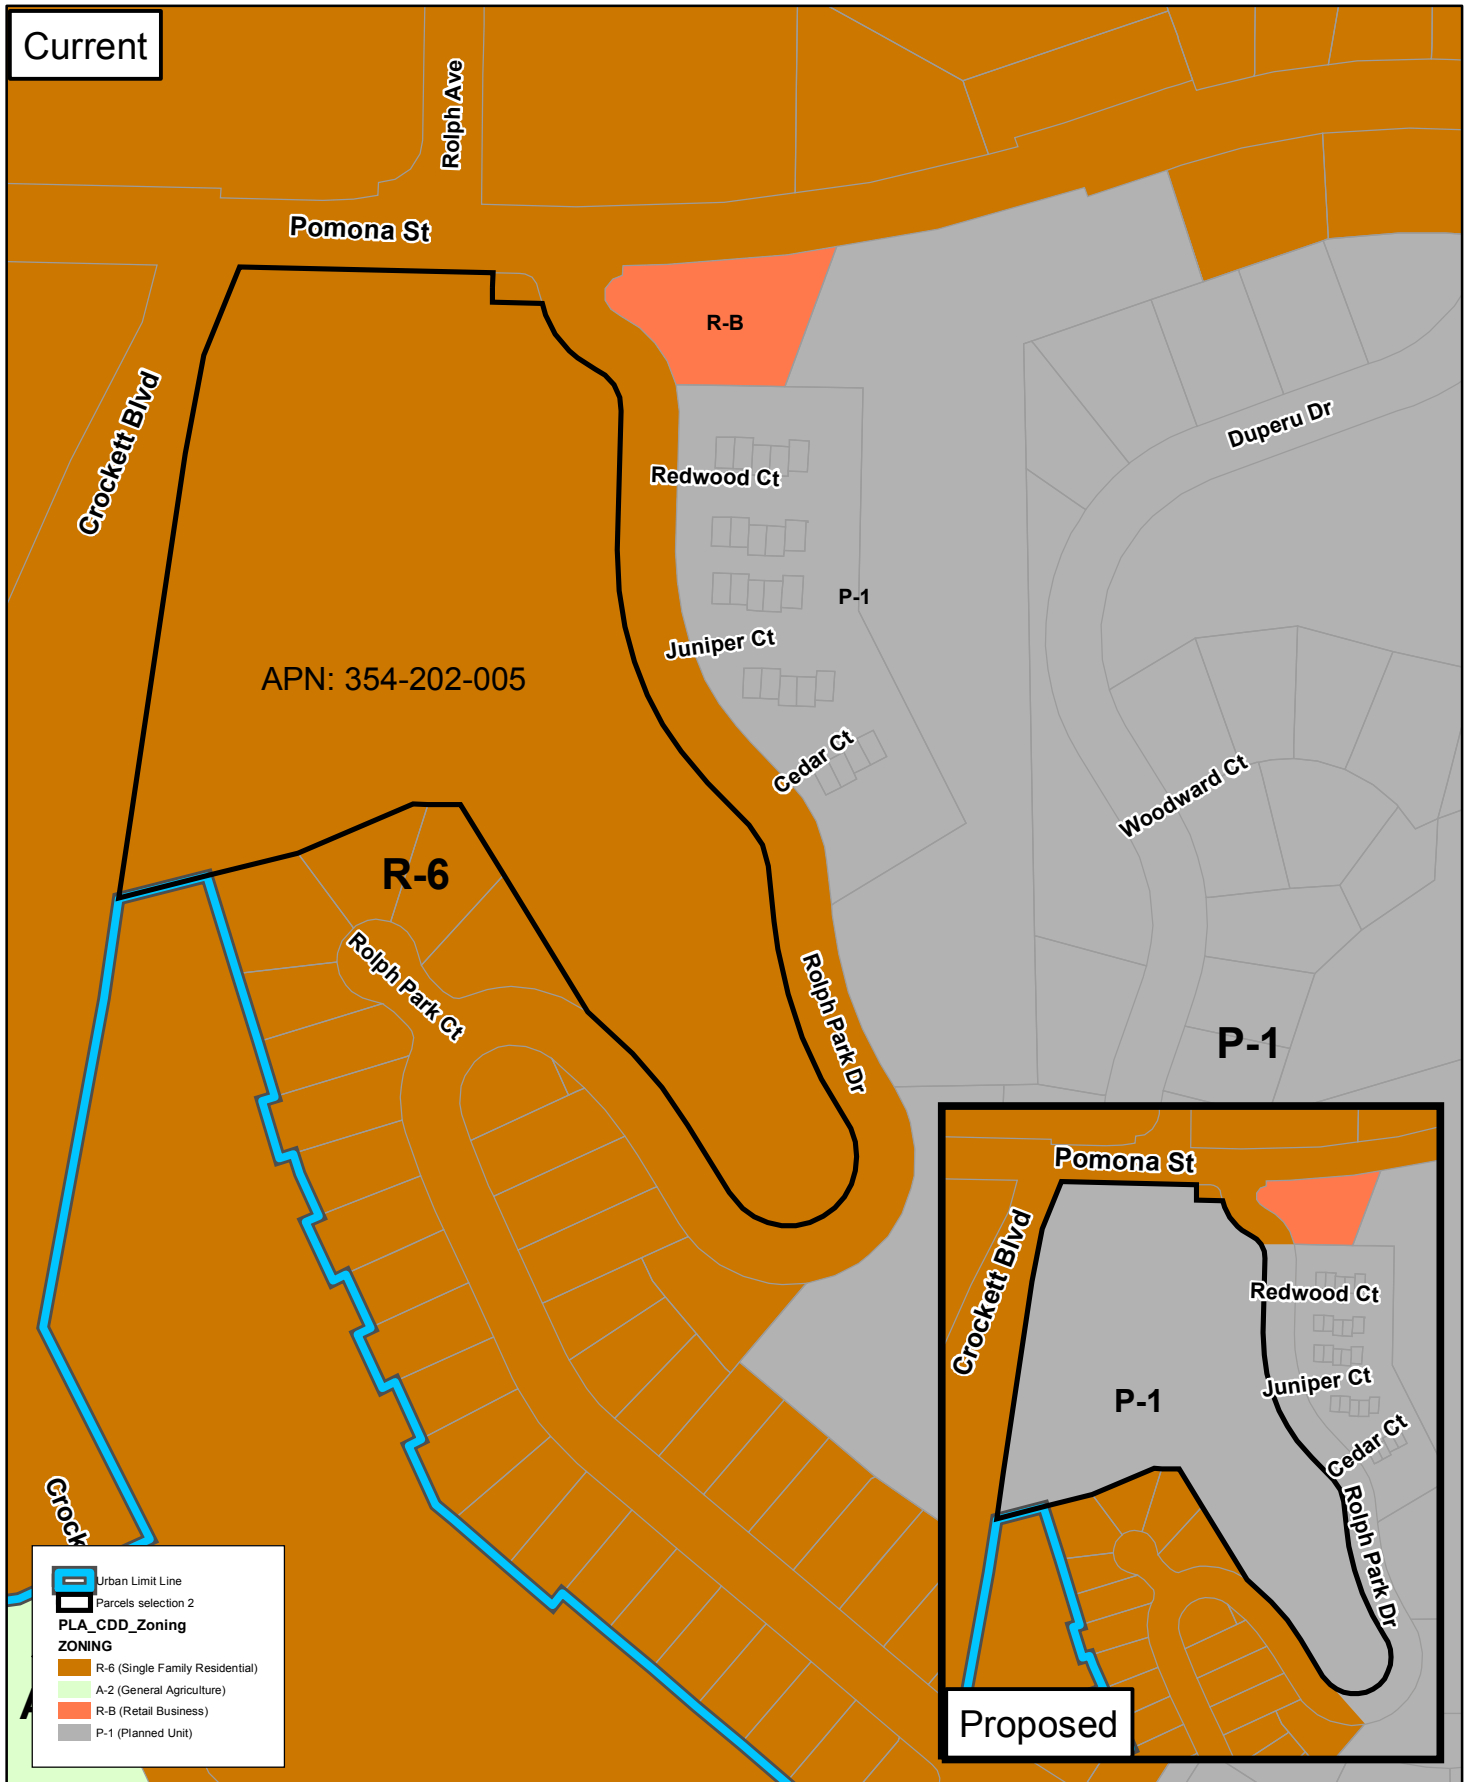 Current
Rolph Ave
Pomona St
R-B
Crockett Blvd
Duperu Dr
Redwood Ct
P-1
Juniper Ct
APN: 354-202-005
Cedar Ct
Woodward Ct
R-6
Rolph Park Ct
Rolph Park Dr
P-1
Pomona St
Crockett Blvd
Redwood Ct
Juniper Ct
P-1
Cedar Ct
Rolph Park Dr
Proposed
Crock
Urban Limit Line
Parcels selection 2
PLA_CDD_Zoning
ZONING
R-6 (Single Family Residential)
A-2 (General Agriculture)
R-B (Retail Business)
P-1 (Planned Unit)